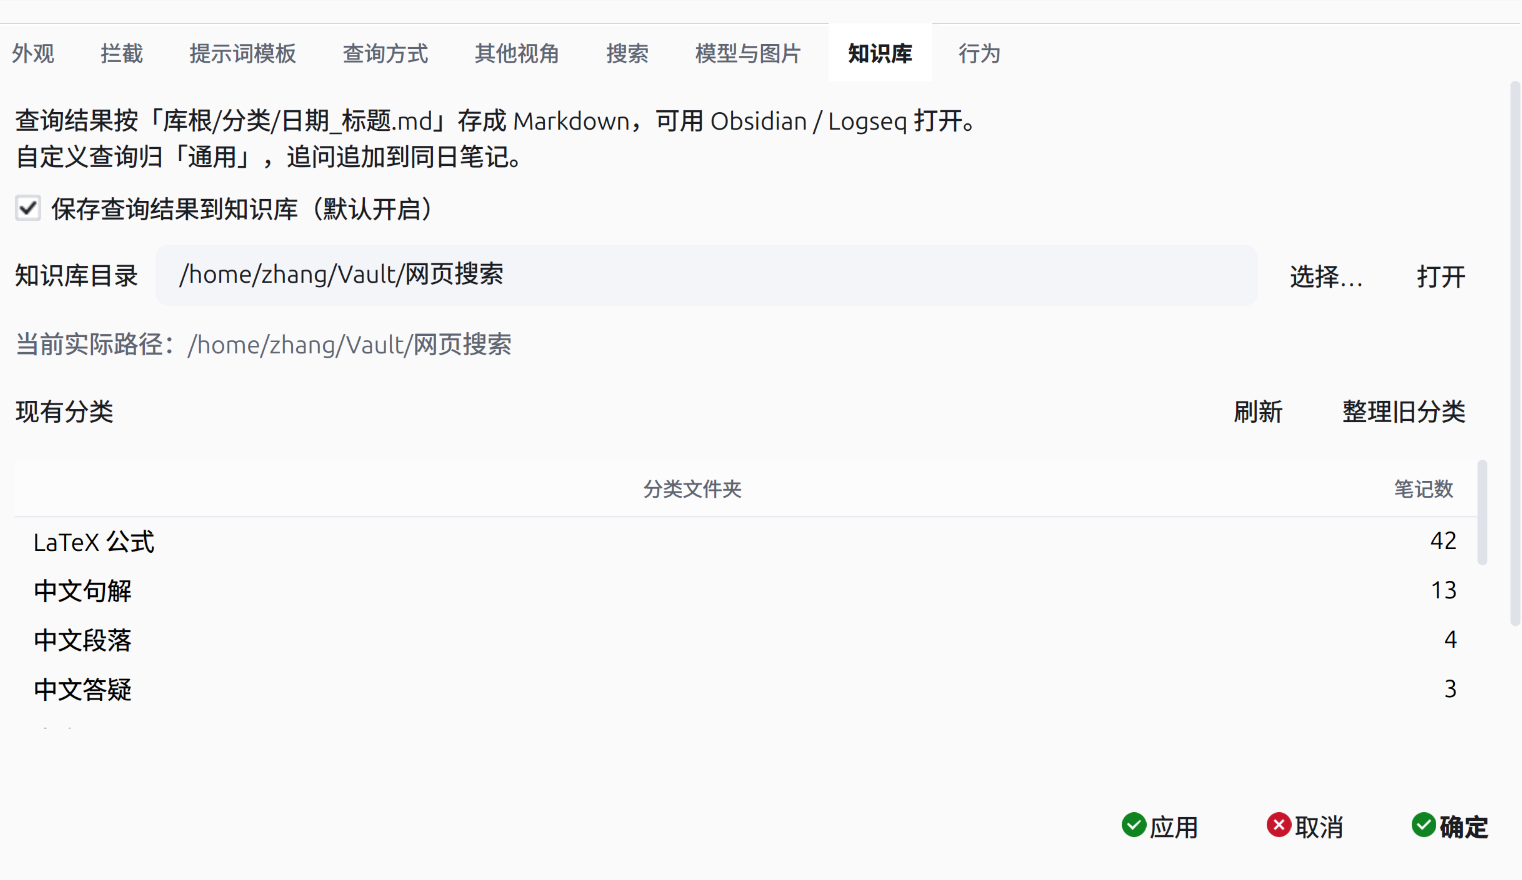 外观 拦截 提示词模板 查询方式 其他视角 搜索 模型与图片 知识库 行为
查询结果按「库根/分类/日期_标题.md」存成 Markdown，可用 Obsidian / Logseq 打开。
自定义查询归「通用」，追问追加到同日笔记。
保存查询结果到知识库（默认开启）
知识库目录 /home/zhang/Vault/网页搜索 选择... 打开
当前实际路径：/home/zhang/Vault/网页搜索
现有分类 刷新 整理旧分类
分类文件夹 笔记数
LaTeX 公式 42
中文句解 13
中文段落 4
中文答疑 3
应用 取消 确定